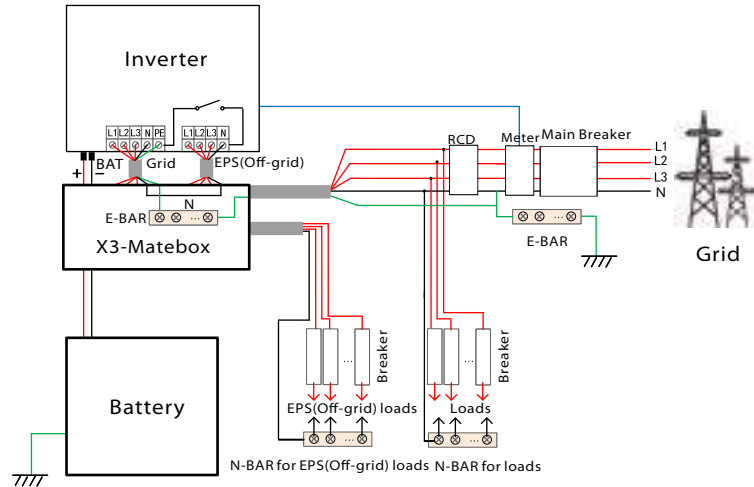 Inverter
L1 L2 L3 N PE
L1 L2 L3 N
BAT
Grid
EPS(Off-grid)
+
−
N
E-BAR
...
X3-Matebox
RCD
Meter
Main Breaker
L1
L2
L3
N
...
E-BAR
Grid
Battery
...
Breaker
...
Breaker
EPS(Off-grid) loads
Loads
...
...
N-BAR for EPS(Off-grid) loads
N-BAR for loads